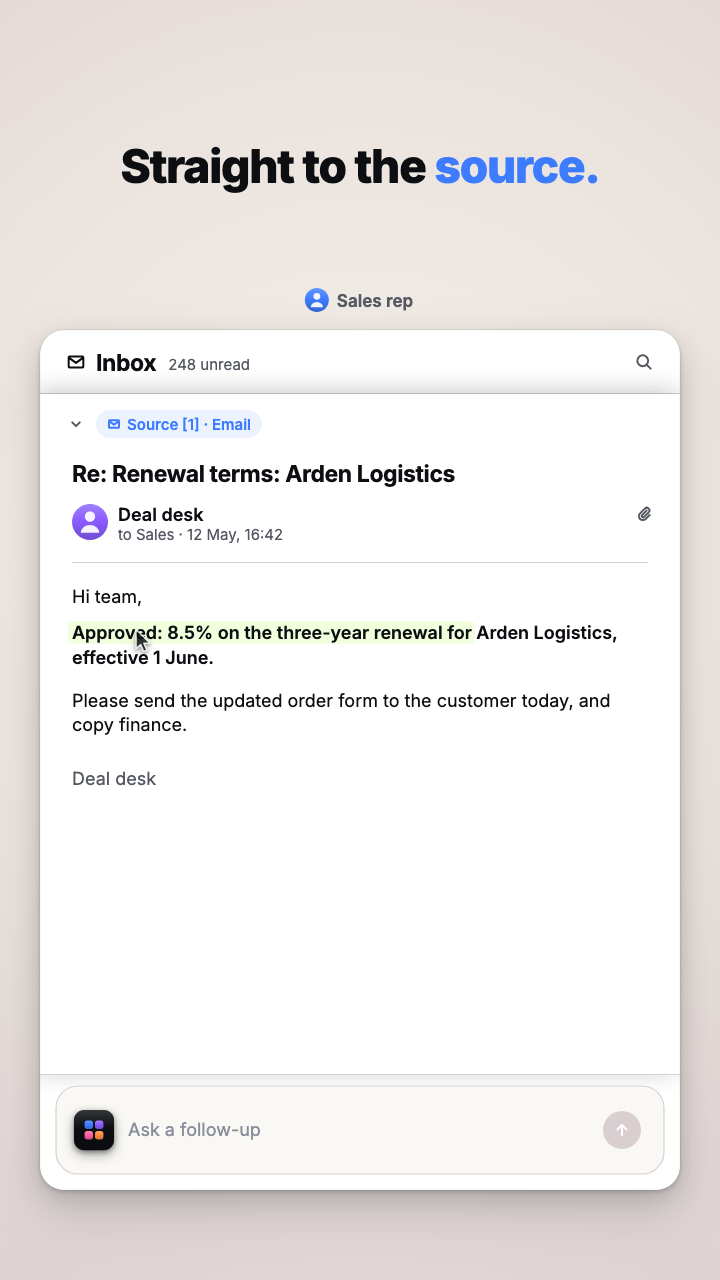 Straight to the source.
Sales rep
Inbox 248 unread
Source [1] · Email
Re: Renewal terms: Arden Logistics
Deal desk
to Sales · 12 May, 16:42
Hi team,
Approved: 8.5% on the three-year renewal for Arden Logistics,
effective 1 June.
Please send the updated order form to the customer today, and
copy finance.
Deal desk
Ask a follow-up